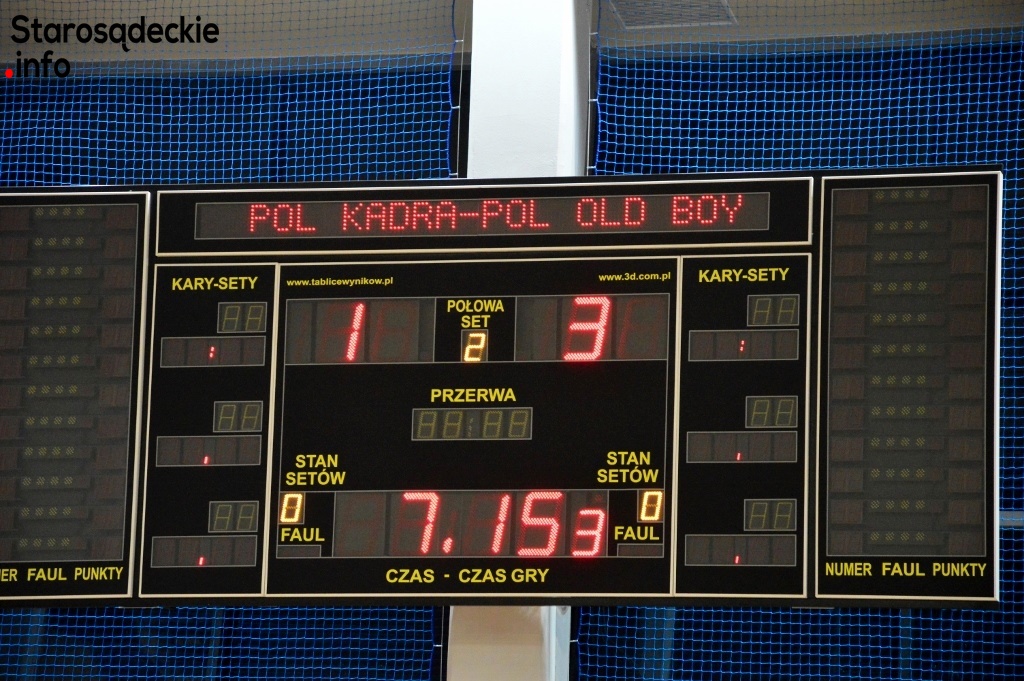 Starosądeckie
.info
POL KADRA-POL OLD BOY
KARY-SETY
www.tablicewynikow.pl
www.3d.com.pl
KARY-SETY
1
POŁOWA
SET
2
3
PRZERWA
STAN
SETÓW
0
FAUL
7.15 3
STAN
SETÓW
0
FAUL
CZAS - CZAS GRY
FAUL PUNKTY
NUMER FAUL PUNKTY